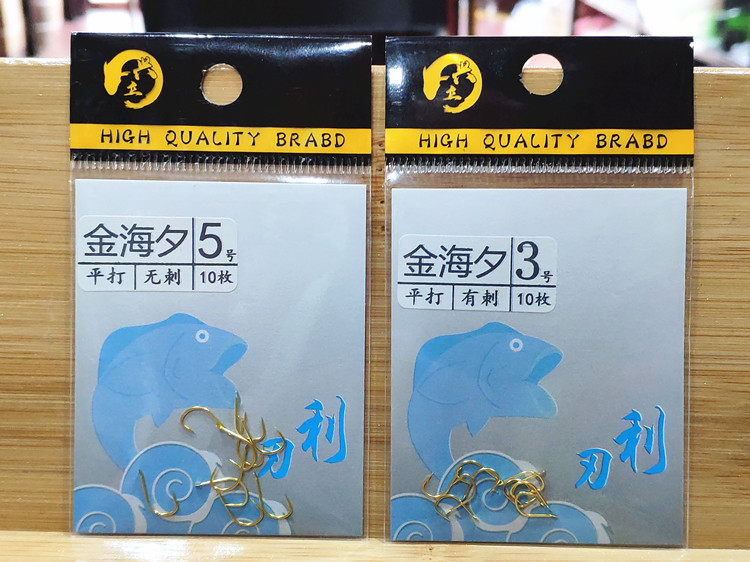 HIGH QUALITY BRABD
金海夕 5号
平打 无刺 10枚
利刃
HIGH QUALITY BRABD
金海夕 3号
平打 有刺 10枚
利刃